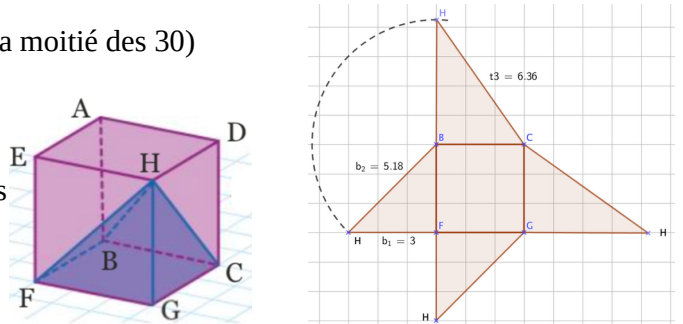 a moitié des 30)
s
A
D
E
H
B
C
F
G
H
t3 = 6.36
B
C
b₂ = 5.18
H
b₁ = 3
F
G
H
H